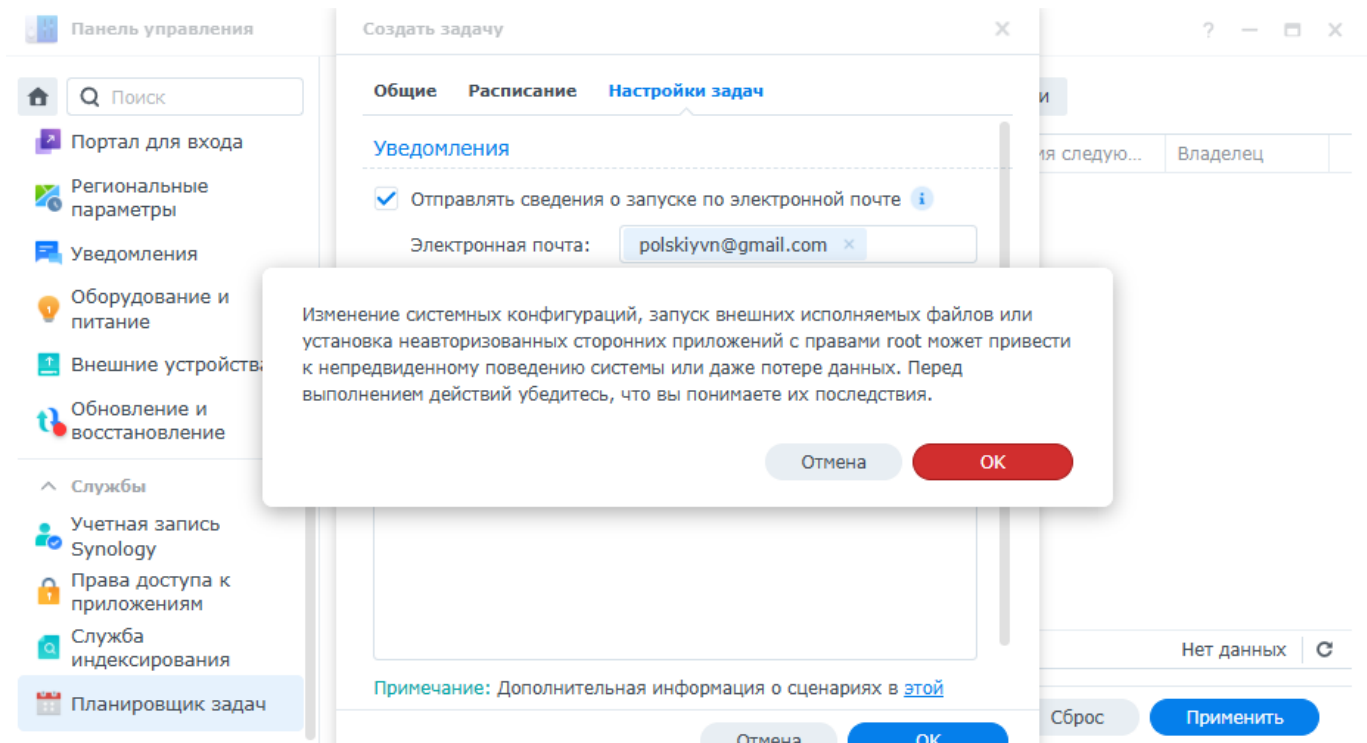 Панель управления
Создать задачу
Поиск
Общие Расписание Настройки задач
и
Портал для входа
Уведомления
ия следую... Владелец
Региональные
параметры
Отправлять сведения о запуске по электронной почте
Уведомления
Электронная почта: polskiyvn@gmail.com
Оборудование и
питание
Внешние устройства
Обновление и
восстановление
Изменение системных конфигураций, запуск внешних исполняемых файлов или
установка неавторизованных сторонних приложений с правами root может привести
к непредвиденному поведению системы или даже потере данных. Перед
выполнением действий убедитесь, что вы понимаете их последствия.
Отмена OK
Службы
Учетная запись
Synology
Права доступа к
приложениям
Служба
индексирования
Планировщик задач
Нет данных
Примечание: Дополнительная информация о сценариях в этой
Отмена OK
Сброс Применить